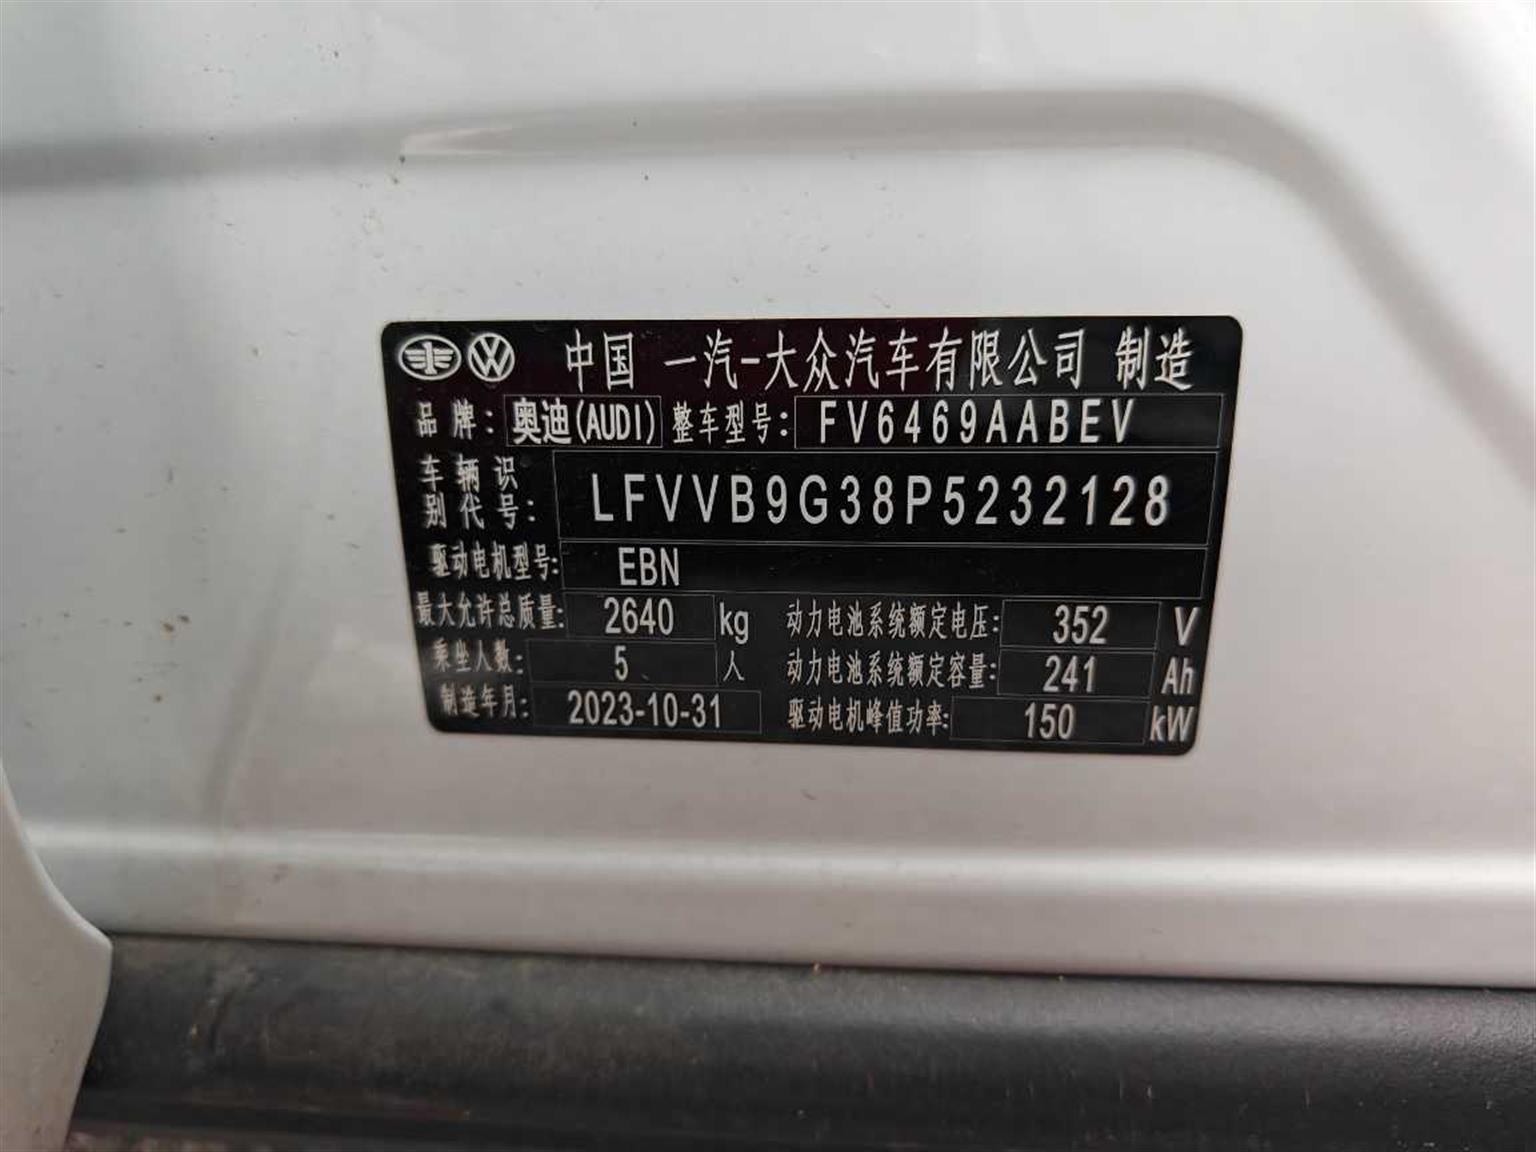 中国 一汽-大众汽车有限公司 制造
品牌: 奥迪(AUDI) 整车型号: FV6469AABEV
车辆识别代号: LFVVB9G38P5232128
驱动电机型号: EBN
最大允许总质量: 2640 kg 动力电池系统额定电压: 352 V
乘坐人数: 5 人 动力电池系统额定容量: 241 Ah
制造年月: 2023-10-31 驱动电机峰值功率: 150 kW